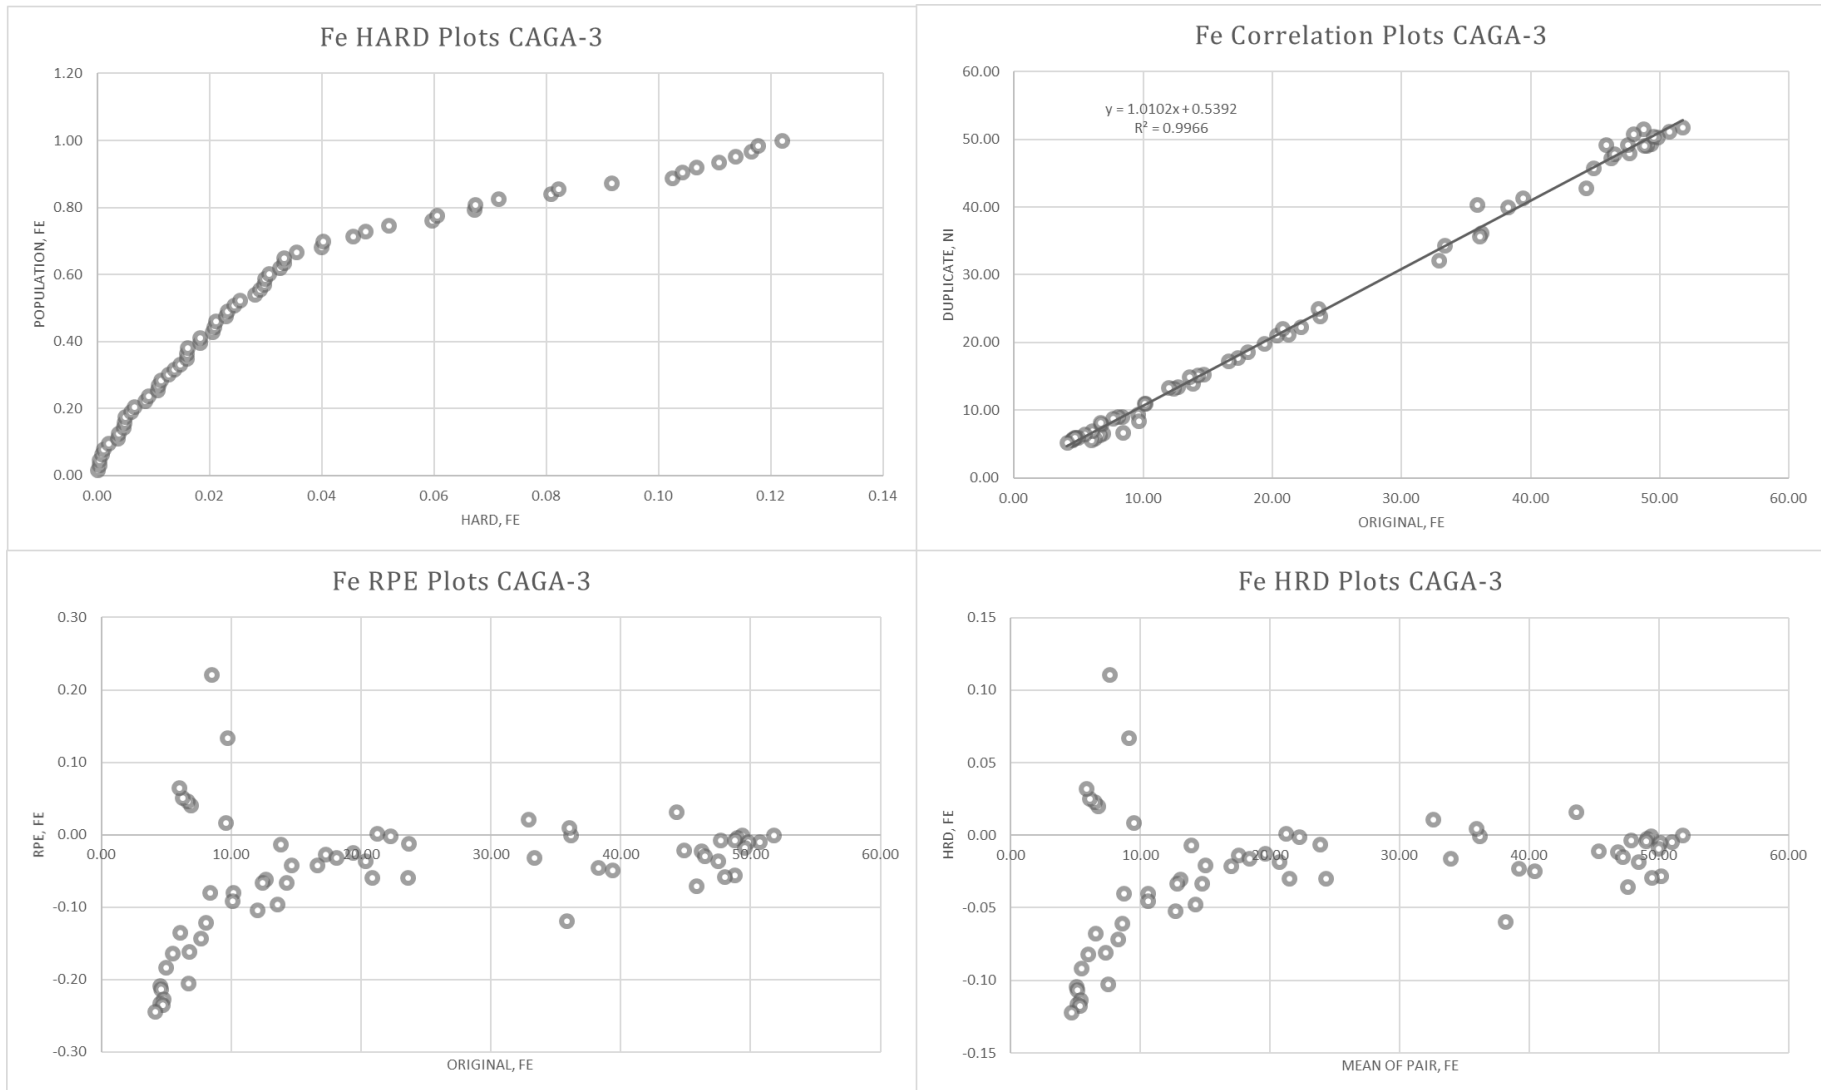 Fe HARD Plots CAGA-3
POPULATION, FE
1.20
1.00
0.80
0.60
0.40
0.20
0.00
0.00 0.02 0.04 0.06 0.08 0.10 0.12 0.14
HARD, FE
Fe Correlation Plots CAGA-3
DUPLICATE, NI
60.00
50.00
40.00
30.00
20.00
10.00
0.00
y = 1.0102x + 0.5392
R² = 0.9966
0.00 10.00 20.00 30.00 40.00 50.00 60.00
ORIGINAL, FE
Fe RPE Plots CAGA-3
RPE, FE
0.30
0.20
0.10
0.00
-0.10
-0.20
-0.30
0.00 10.00 20.00 30.00 40.00 50.00 60.00
ORIGINAL, FE
Fe HRD Plots CAGA-3
HRD, FE
0.15
0.10
0.05
0.00
-0.05
-0.10
-0.15
0.00 10.00 20.00 30.00 40.00 50.00 60.00
MEAN OF PAIR, FE